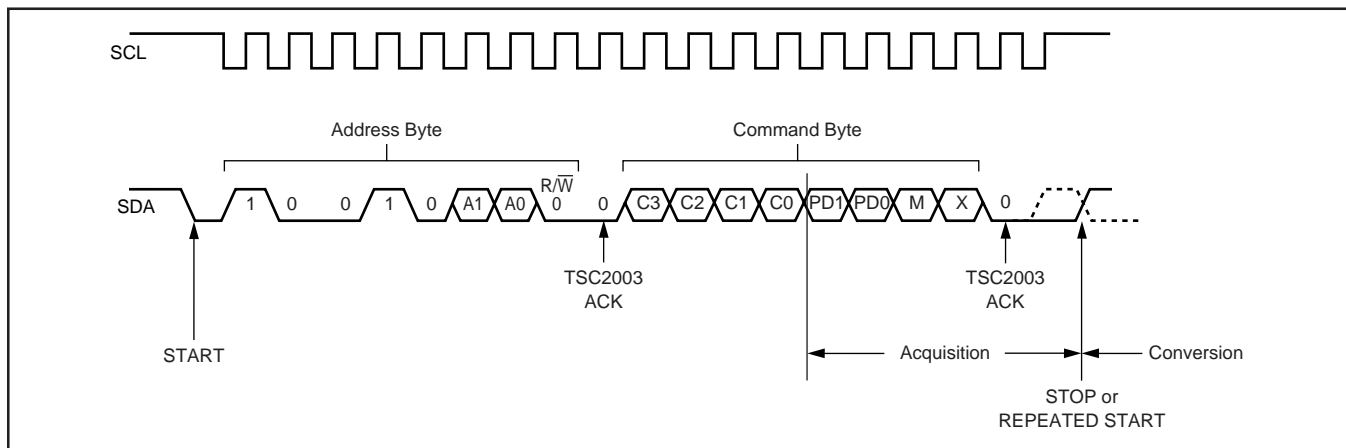 SCL
Address Byte
Command Byte
R/W̅
SDA
1 0 0 1 0 A1 A0 0 0 C3 C2 C1 C0 PD1 PD0 M X 0
TSC2003
ACK
TSC2003
ACK
START
Acquisition
Conversion
STOP or
REPEATED START